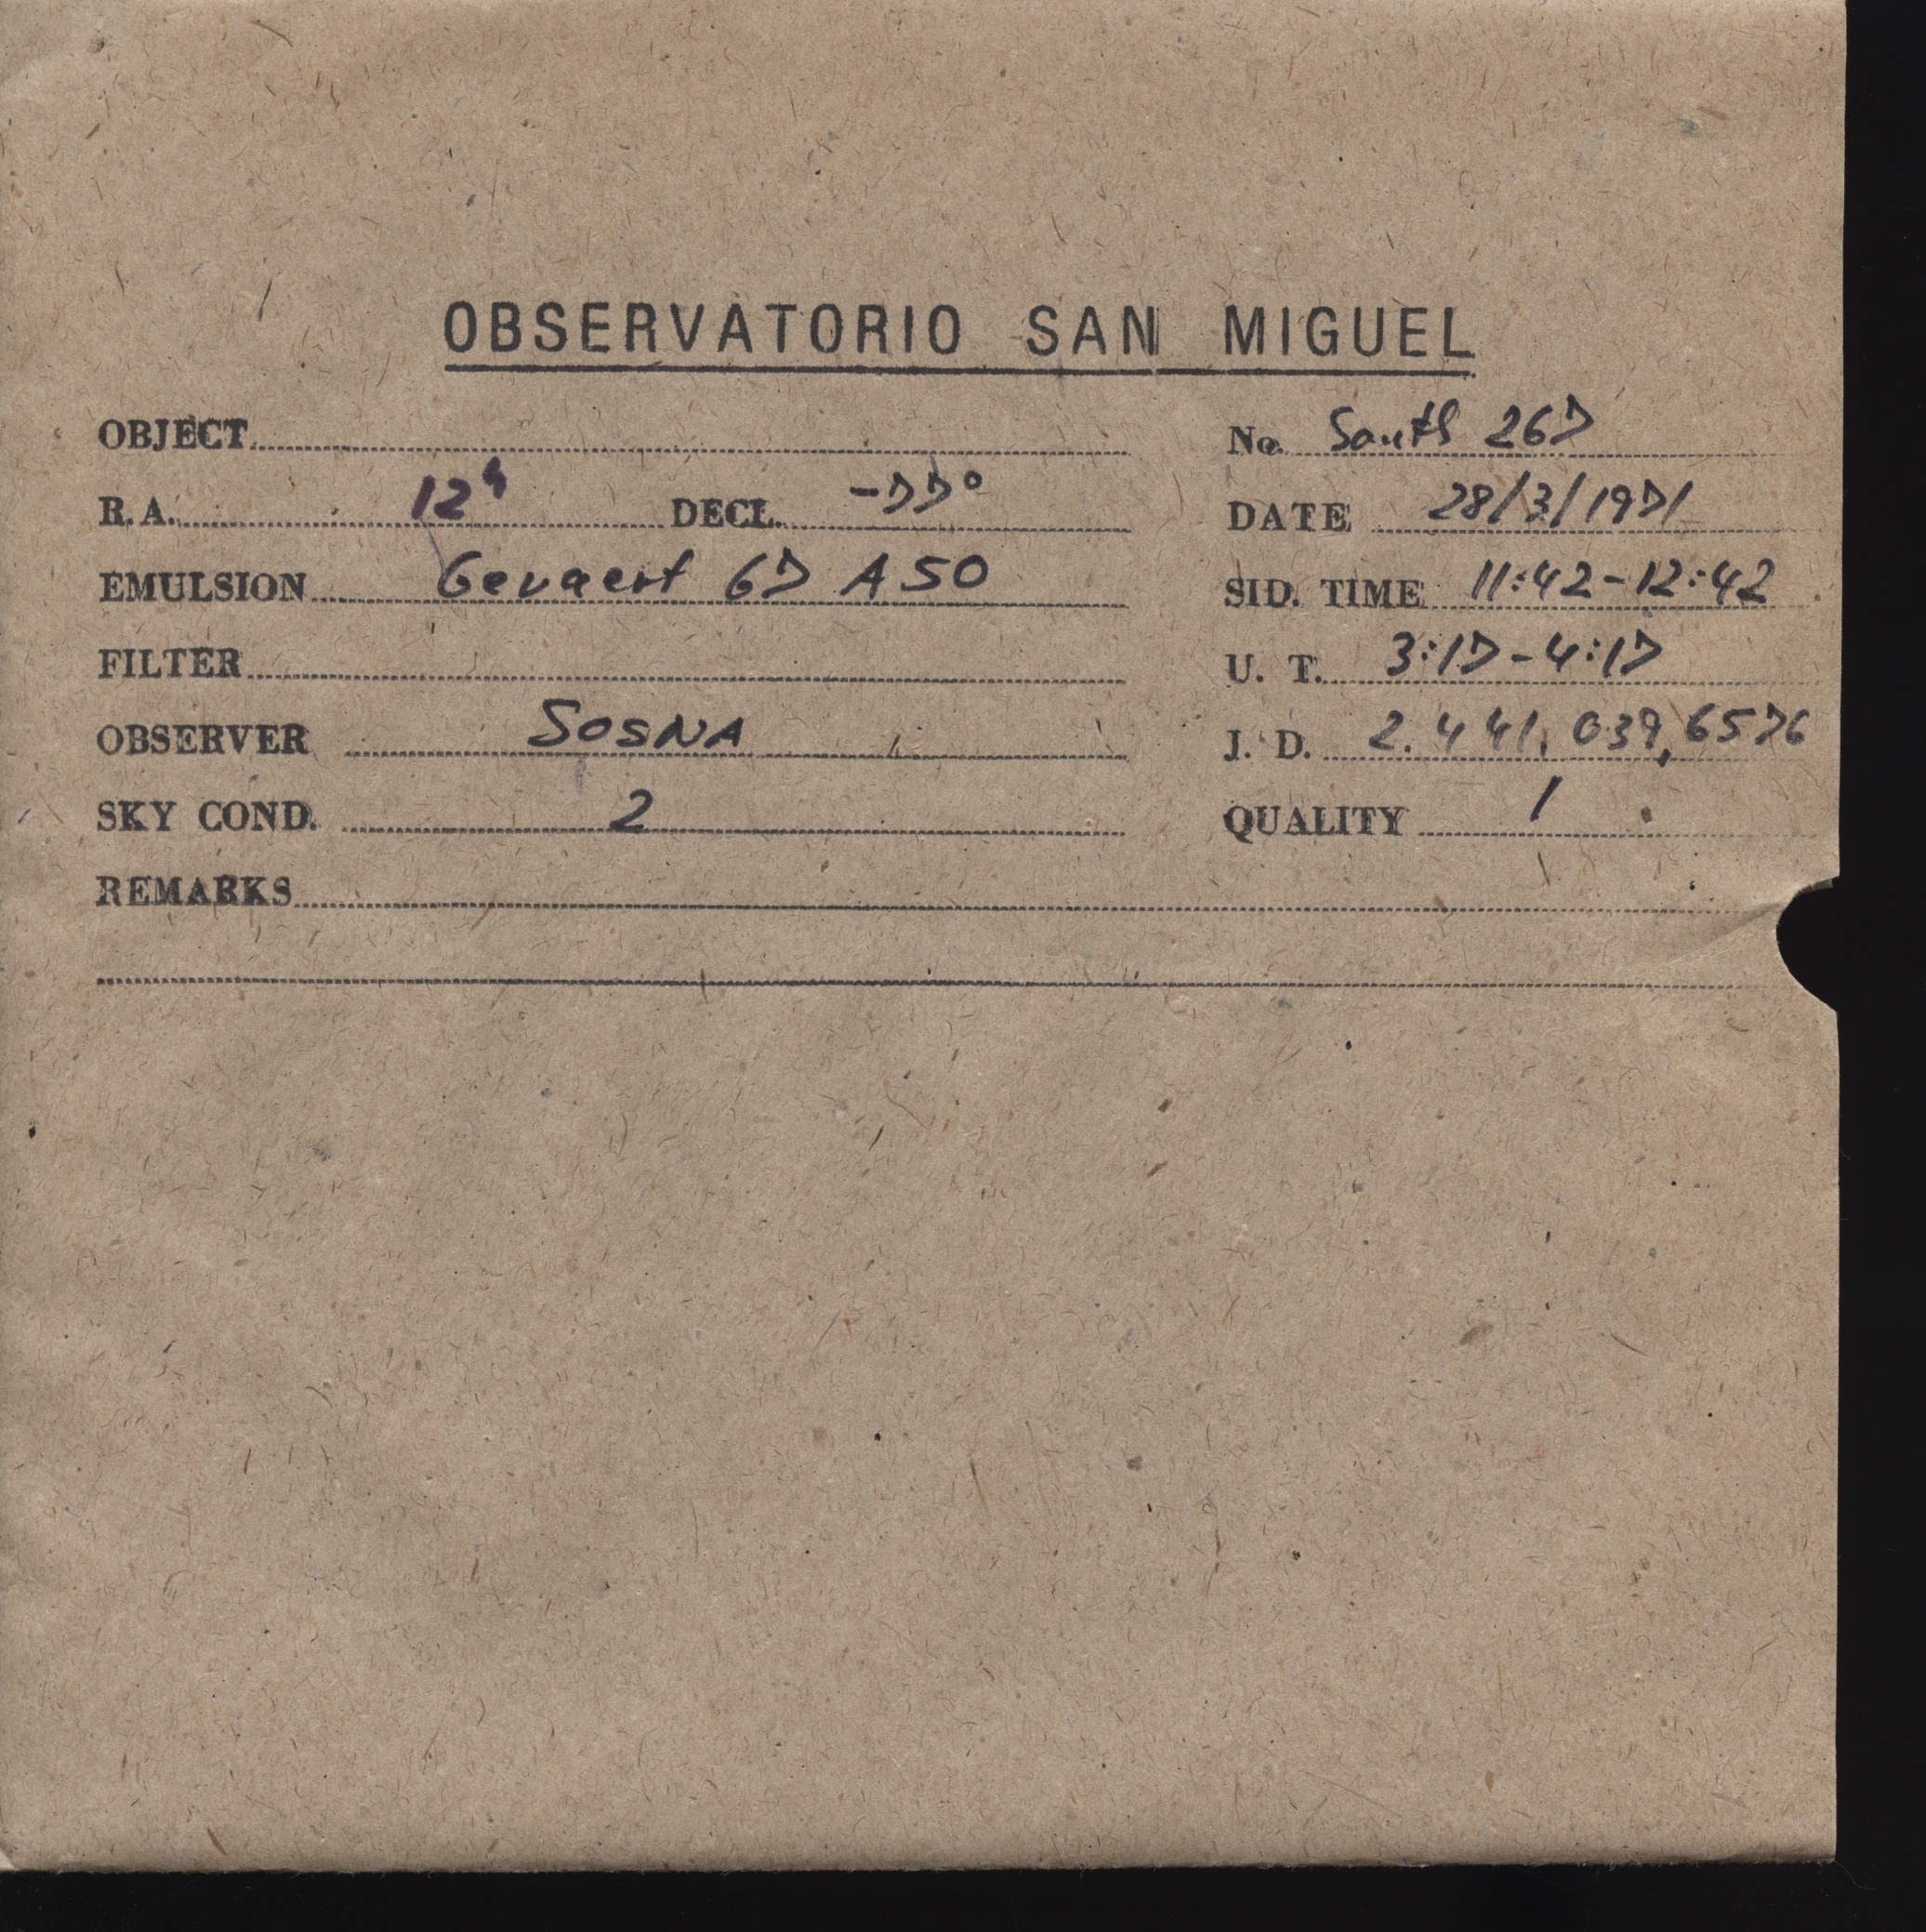 OBSERVATORIO SAN MIGUEL
OBJECT
No. South 267
R.A. 12h DECL. -77°
DATE 28/3/1971
EMULSION Gevaert 67 A 50
SID. TIME 11:42-12:42
FILTER
U. T. 3:17-4:17
OBSERVER SOSNA
J. D. 2.441.039,6576
SKY COND. 2
QUALITY 1
REMARKS